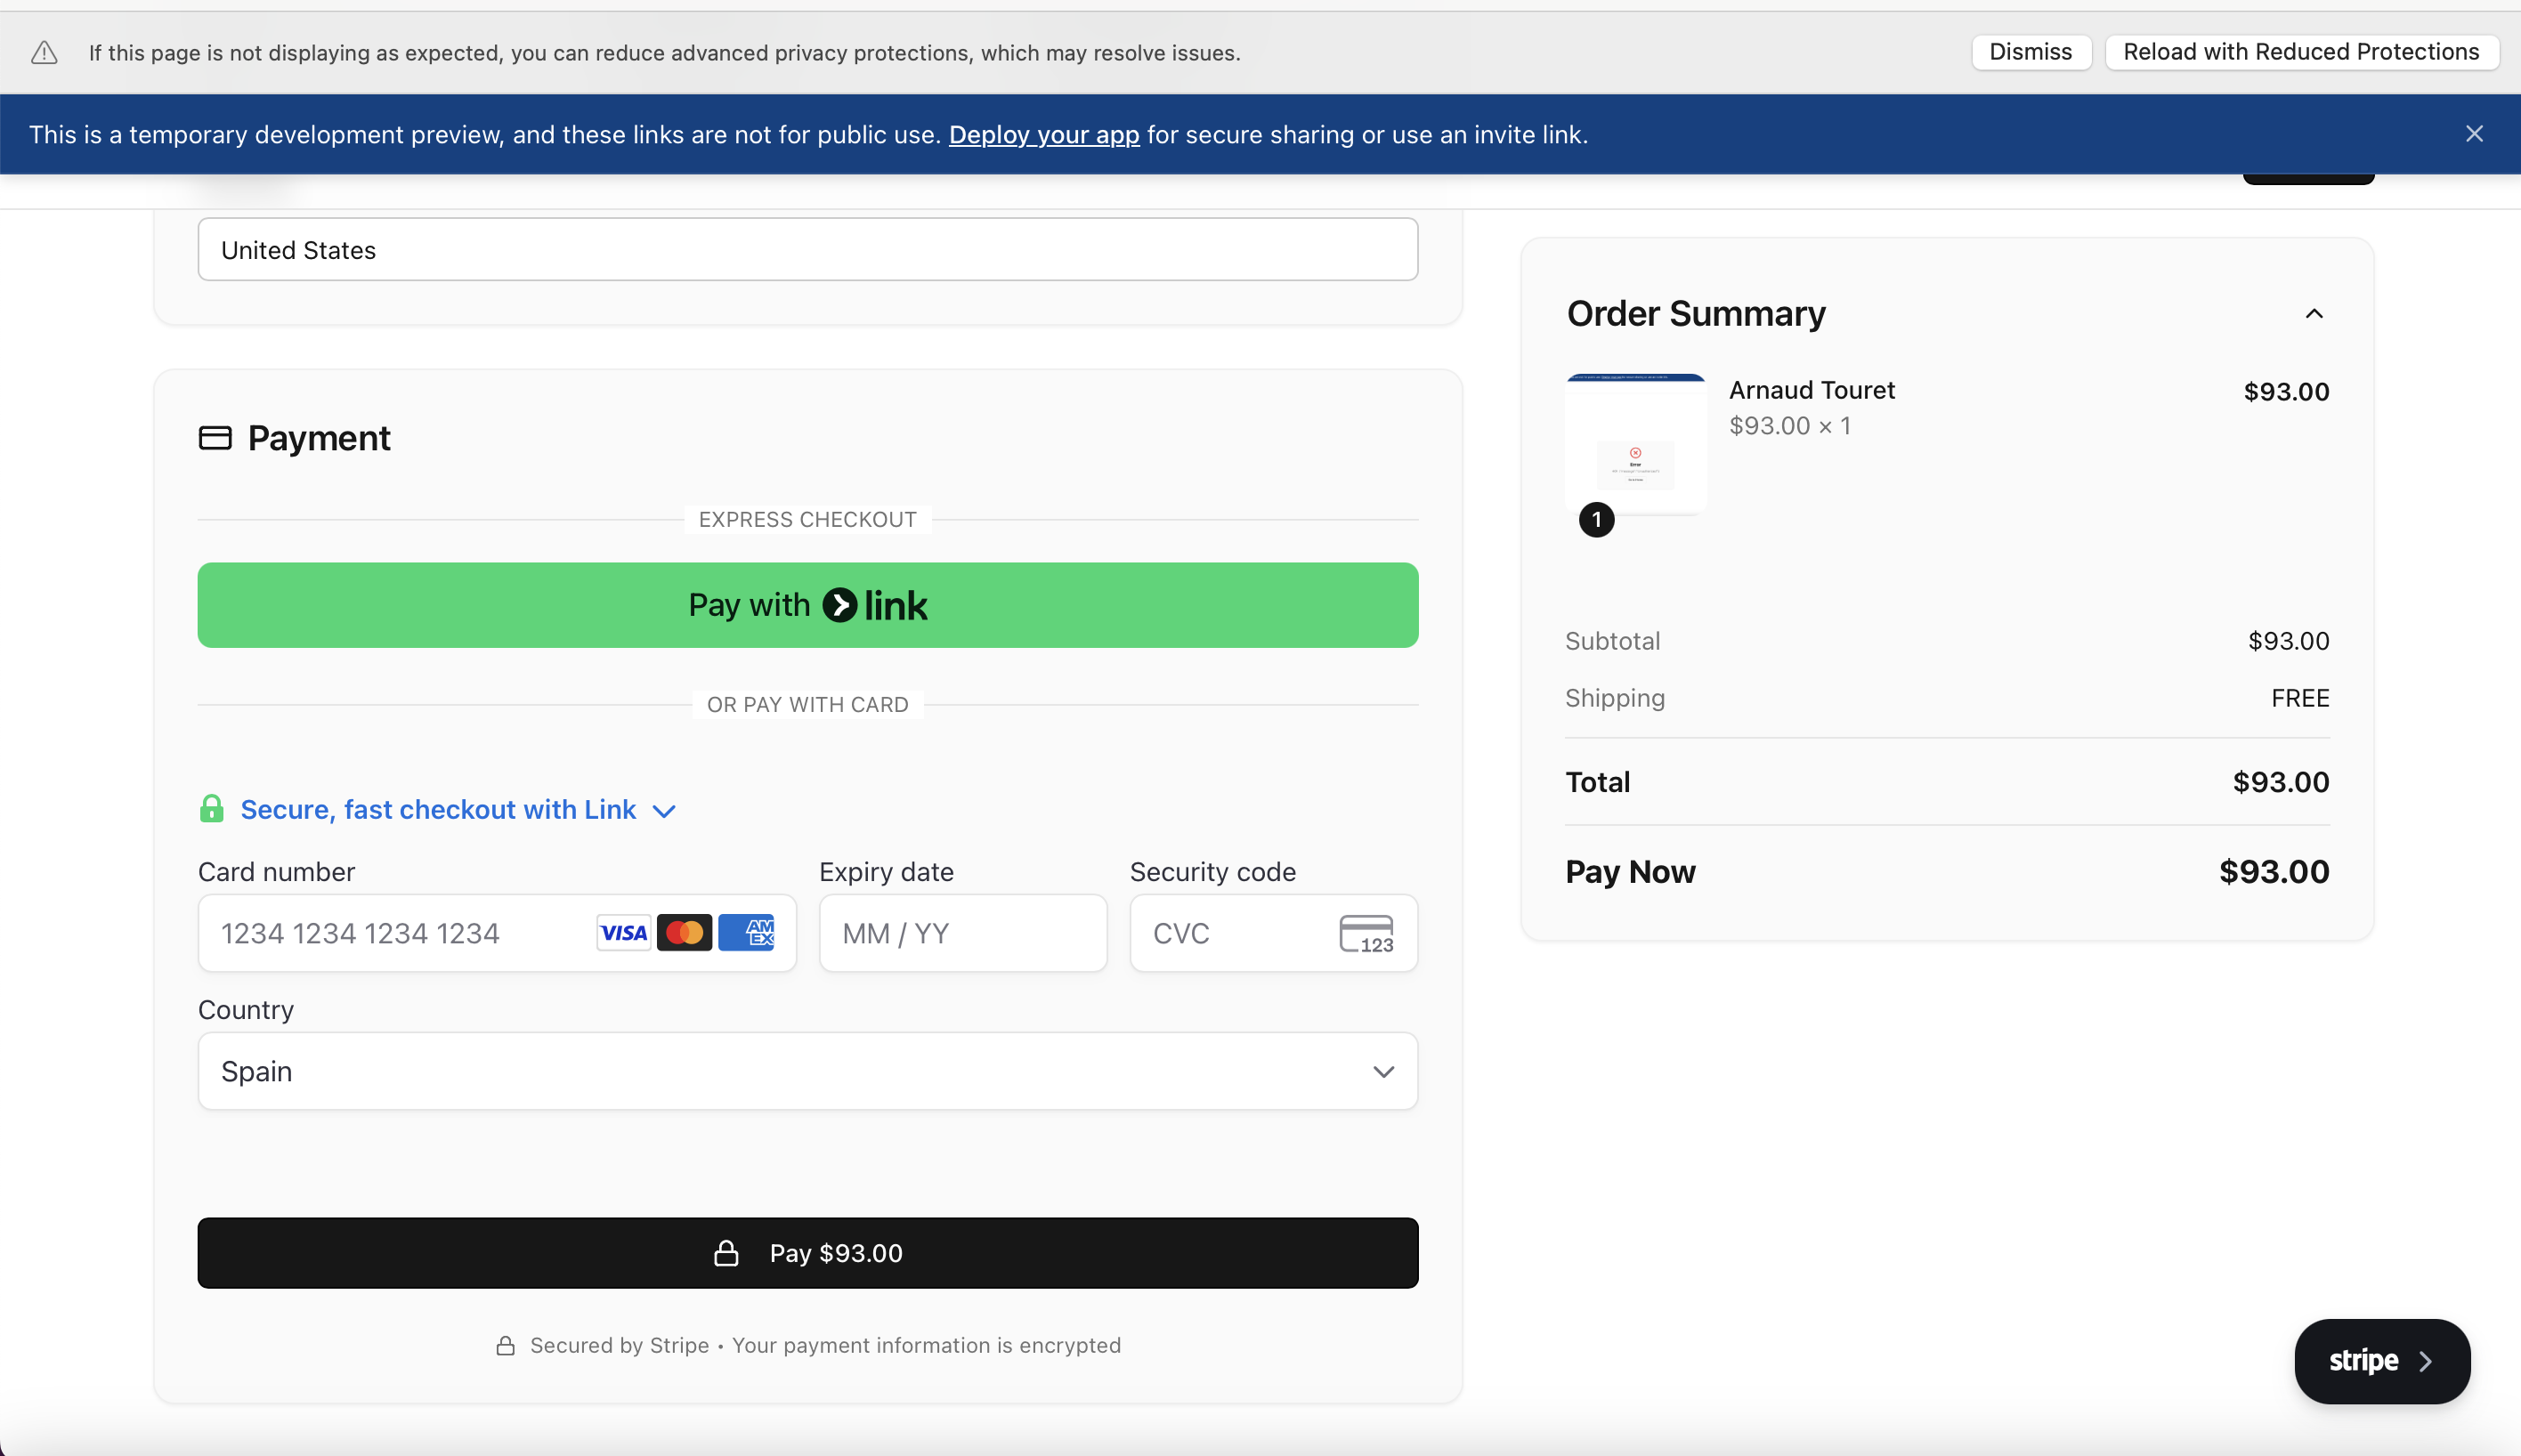 If this page is not displaying as expected, you can reduce advanced privacy protections, which may resolve issues.
Dismiss
Reload with Reduced Protections
This is a temporary development preview, and these links are not for public use. Deploy your app for secure sharing or use an invite link.
United States
Payment
EXPRESS CHECKOUT
Pay with link
OR PAY WITH CARD
Secure, fast checkout with Link
Card number
Expiry date
Security code
1234 1234 1234 1234
VISA
AMEX
MM / YY
CVC
123
Country
Spain
Pay $93.00
Secured by Stripe • Your payment information is encrypted
Order Summary
Arnaud Touret
$93.00
$93.00 × 1
Error
1
Subtotal
$93.00
Shipping
FREE
Total
$93.00
Pay Now
$93.00
stripe